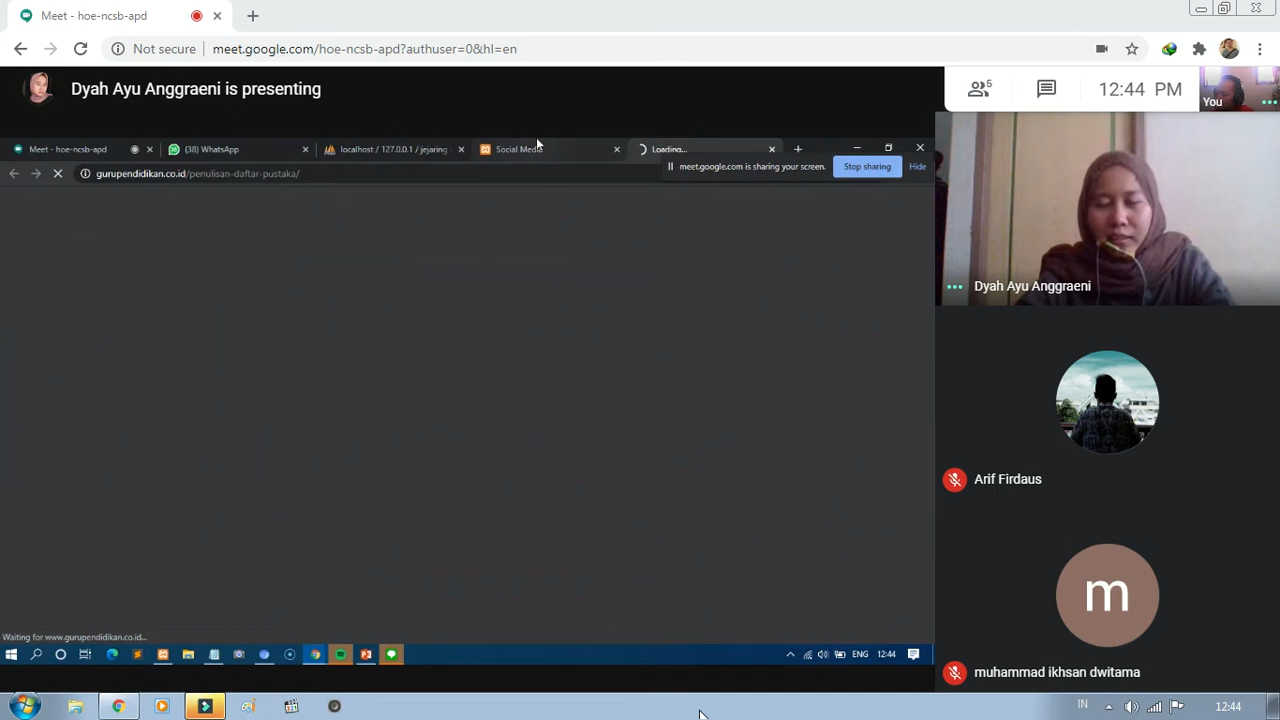 Meet - hoe-ncsb-apd
Not secure meet.google.com/hoe-ncsb-apd?authuser=0&hl=en
Dyah Ayu Anggraeni is presenting
5
12:44 PM
You
Meet - hoe-ncsb-apd
(38) WhatsApp
localhost / 127.0.0.1 / jejaring
Social Media
Loading...
gurupendidikan.co.id/penulisan-daftar-pustaka/
meet.google.com is sharing your screen.
Stop sharing
Hide
Dyah Ayu Anggraeni
Arif Firdaus
m
muhammad ikhsan dwitama
Waiting for www.gurupendidikan.co.id...
ENG 12:44
IN 12:44